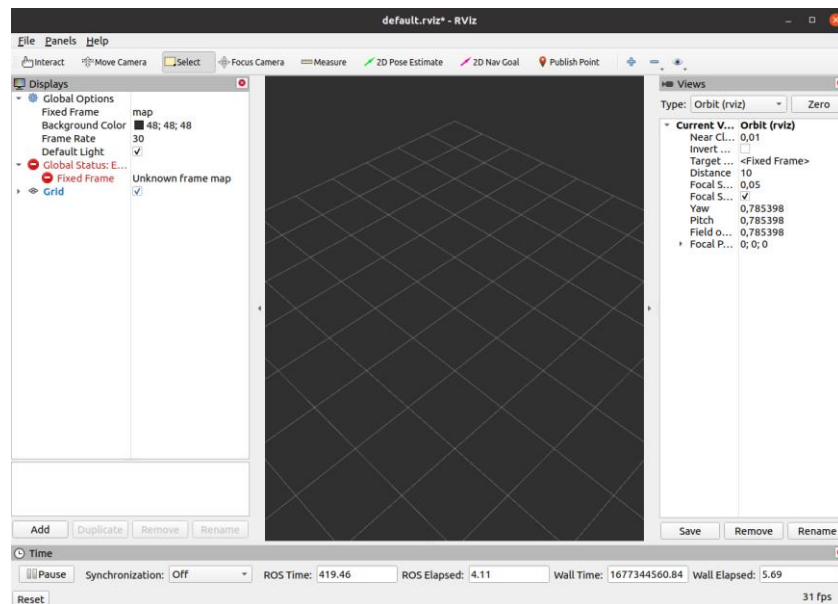 default.rviz* - RViz
File Panels Help
Interact Move Camera Select Focus Camera Measure 2D Pose Estimate 2D Nav Goal Publish Point
Displays
Global Options
Fixed Frame map
Background Color 48; 48; 48
Frame Rate 30
Default Light
Global Status: E...
Fixed Frame Unknown frame map
Grid
Add Duplicate Remove Rename
Views
Type: Orbit (rviz) Zero
Current V... Orbit (rviz)
Near Cl... 0,01
Invert ...
Target ... <Fixed Frame>
Distance 10
Focal S... 0,05
Focal S...
Yaw 0,785398
Pitch 0,785398
Field o... 0,785398
Focal P... 0; 0; 0
Save Remove Rename
Time
Pause Synchronization: Off ROS Time: 419.46 ROS Elapsed: 4.11 Wall Time: 1677344560.84 Wall Elapsed: 5.69
Reset 31 fps